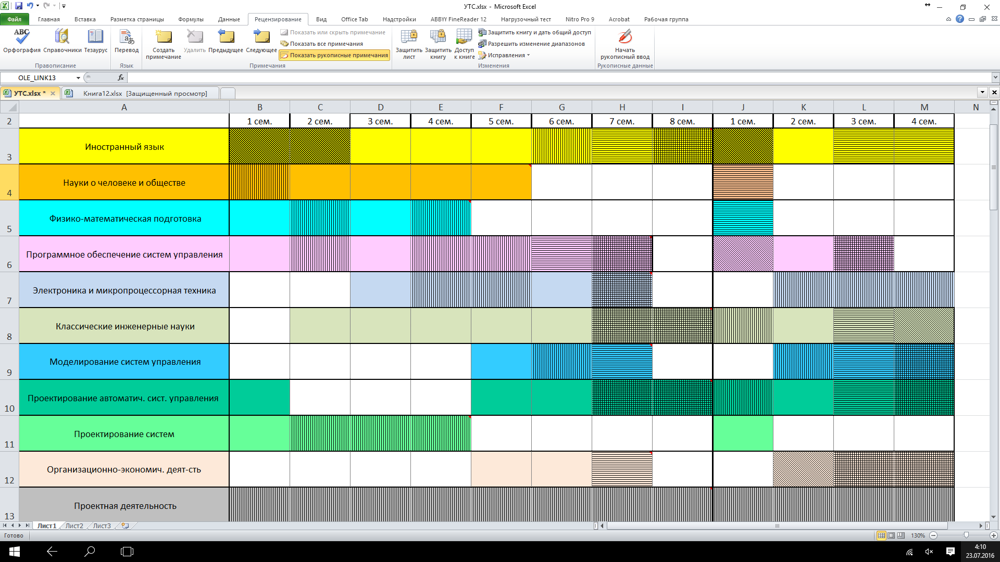 УТС.xlsx - Microsoft Excel
Файл Главная Вставка Разметка страницы Формулы Данные Рецензирование Вид Office Tab Надстройки ABBYY FineReader 12 Нагрузочный тест Nitro Pro 9 Acrobat Рабочая группа
ABC
Орфография Справочники Тезаурус
Правописание
Перевод
Язык
Создать примечание Удалить Предыдущее Следующее
Показать или скрыть примечание
Показать все примечания
Показать рукописные примечания
Примечания
Защитить лист Защитить книгу Доступ к книге
Защитить книгу и дать общий доступ
Разрешить изменение диапазонов
Исправления
Изменения
Начать рукописный ввод
Рукописные данные
OLE_LINK13 fx
УТС.xlsx * Книга12.xlsx [Защищенный просмотр]
A B C D E F G H I J K L M N
2 1 сем. 2 сем. 3 сем. 4 сем. 5 сем. 6 сем. 7 сем. 8 сем. 1 сем. 2 сем. 3 сем. 4 сем.
3 Иностранный язык
4 Науки о человеке и обществе
5 Физико-математическая подготовка
6 Программное обеспечение систем управления
7 Электроника и микропроцессорная техника
8 Классические инженерные науки
9 Моделирование систем управления
10 Проектирование автоматич. сист. управления
11 Проектирование систем
12 Организационно-экономич. деят-сть
13 Проектная деятельность
Лист1 Лист2 Лист3
Готово 130%
4:10
23.07.2016